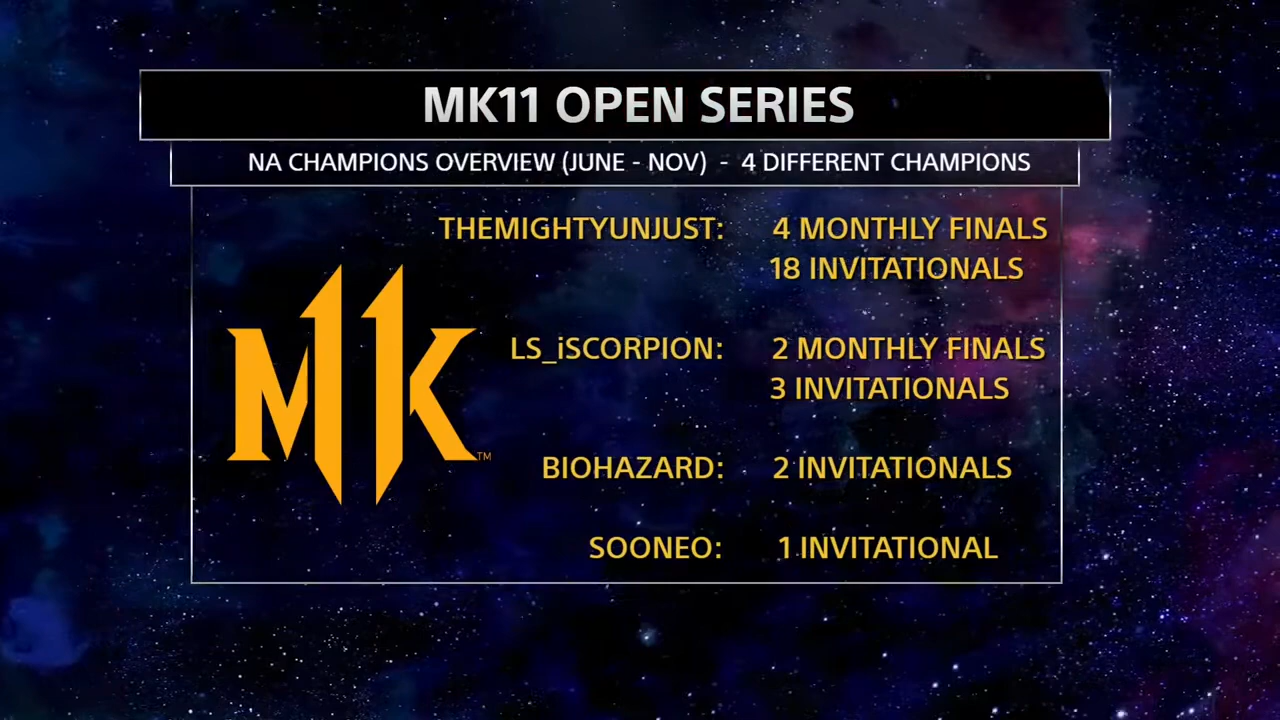 MK11 OPEN SERIES
NA CHAMPIONS OVERVIEW (JUNE - NOV) - 4 DIFFERENT CHAMPIONS
THEMIGHTYUNJUST: 4 MONTHLY FINALS
18 INVITATIONALS
LS_iSCORPION: 2 MONTHLY FINALS
3 INVITATIONALS
BIOHAZARD: 2 INVITATIONALS
SOONEO: 1 INVITATIONAL
M11K™